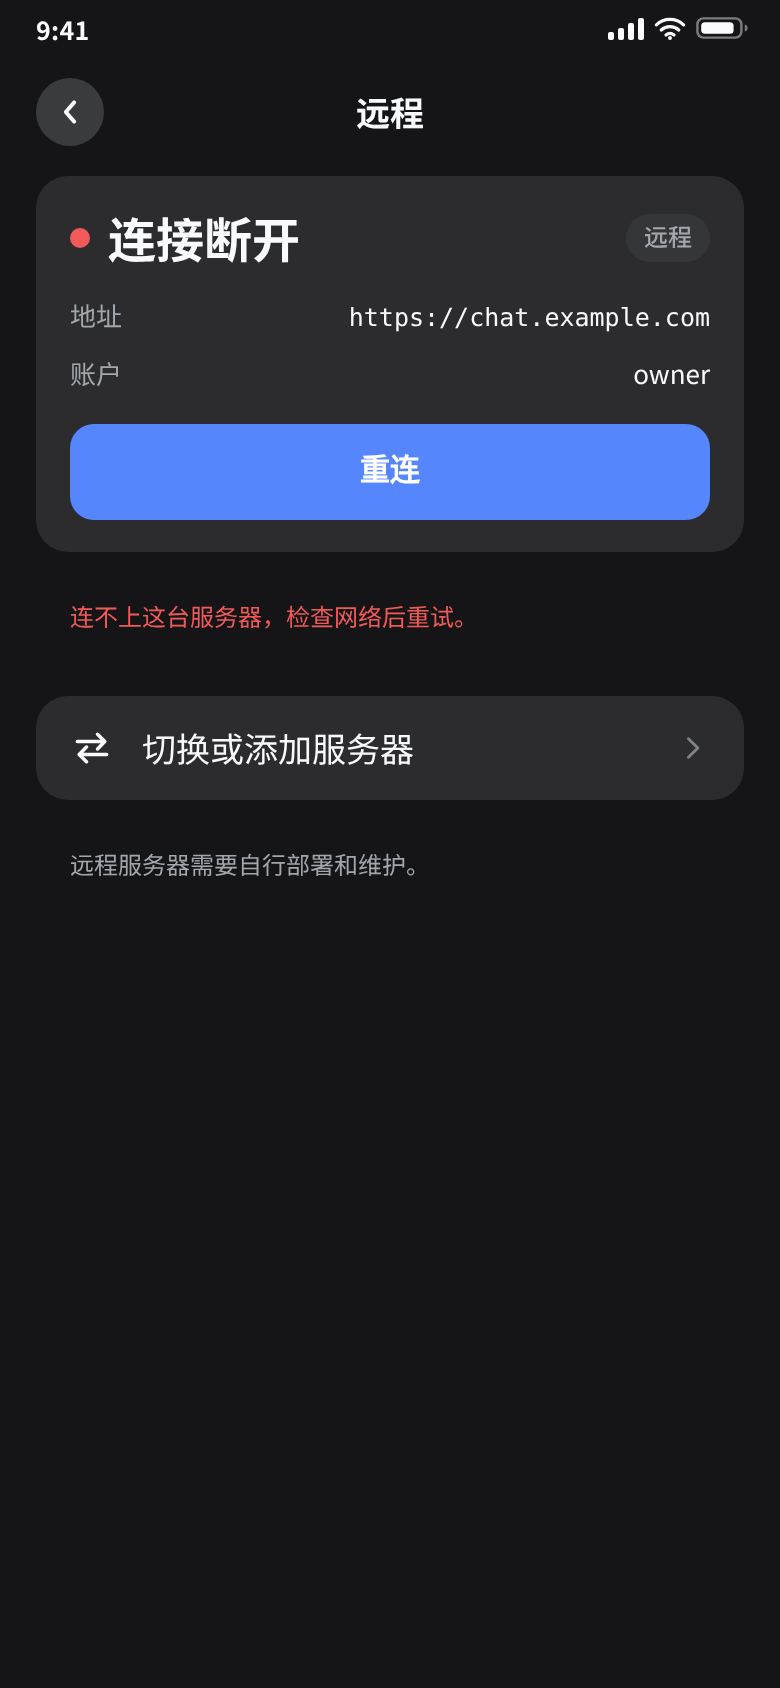 9:41
远程
连接断开
远程
地址
https://chat.example.com
账户
owner
重连
连不上这台服务器，检查网络后重试。
切换或添加服务器
远程服务器需要自行部署和维护。